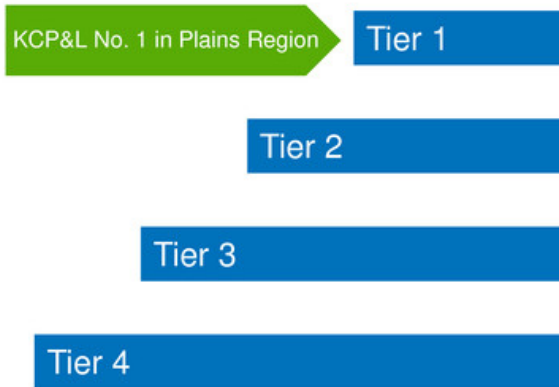 KCP&L No. 1 in Plains Region
Tier 1
Tier 2
Tier 3
Tier 4